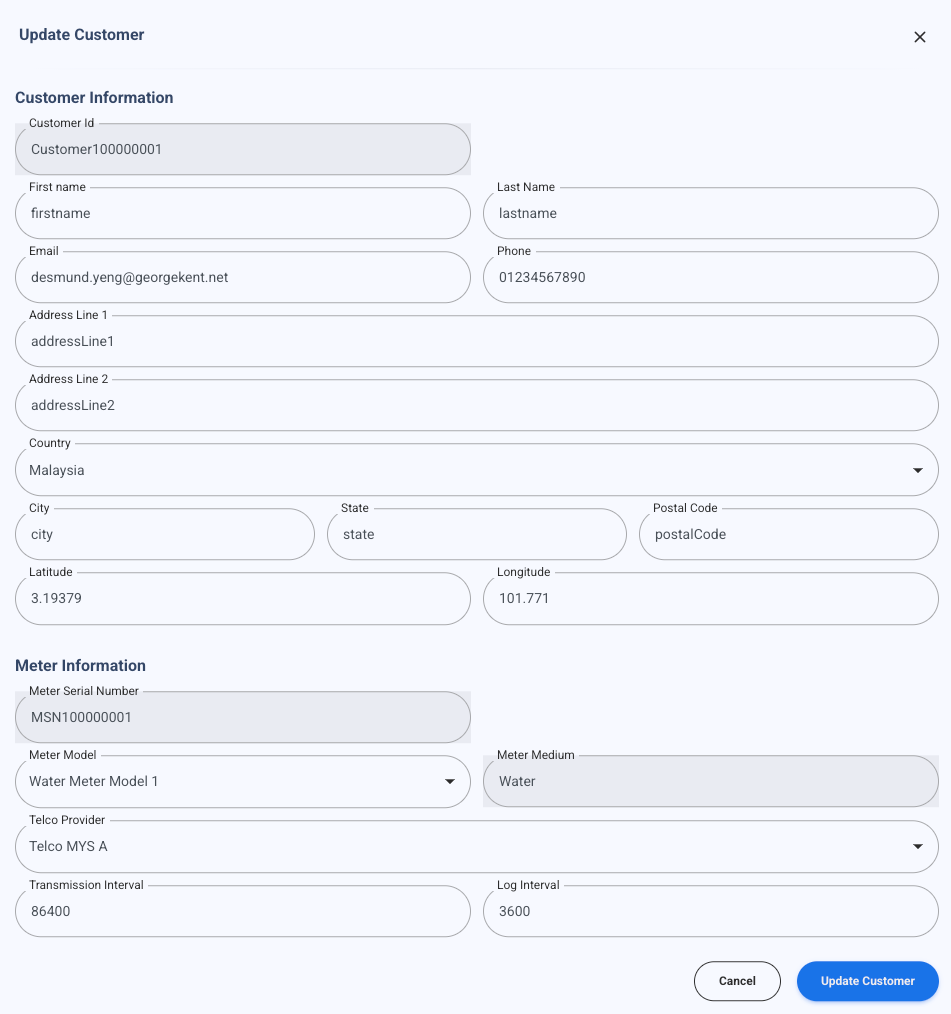 Update Customer
Customer Information
Customer Id
Customer100000001
First name
firstname
Last Name
lastname
Email
desmund.yeng@georgekent.net
Phone
01234567890
Address Line 1
addressLine1
Address Line 2
addressLine2
Country
Malaysia
City
city
State
state
Postal Code
postalCode
Latitude
3.19379
Longitude
101.771
Meter Information
Meter Serial Number
MSN100000001
Meter Model
Water Meter Model 1
Meter Medium
Water
Telco Provider
Telco MYS A
Transmission Interval
86400
Log Interval
3600
Cancel
Update Customer